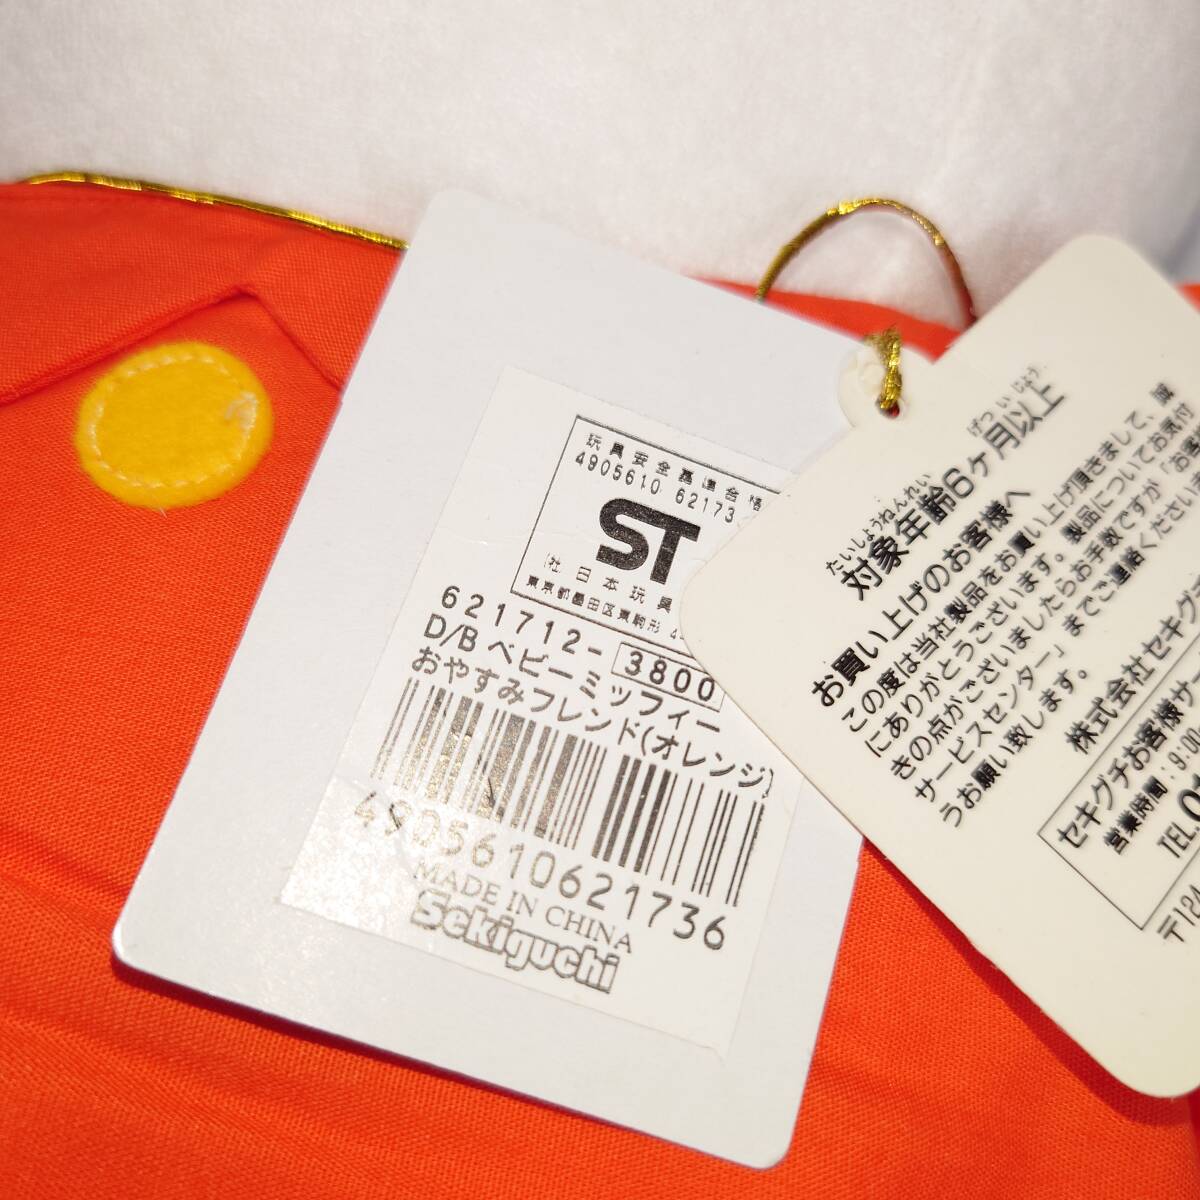 玩具安全基準合格
4905610 62173
ST
(社)日本玩具
東京都墨田区東駒形 4-
621712- 3800
D/B ベビーミッフィー
おやすみフレンド(オレンジ)
4905610621736
MADE IN CHINA
Sekiguchi
たいしょうねんれい げついじょう
対象年齢6ヶ月以上
お買い上げのお客様へ
この度は当社製品をお買い上げ頂きまして、誠
にありがとうございます。製品についてお気付
きの点がございましたらお手数ですが「お客
サービスセンター」までご連絡ください
うお願い致します。
株式会社セキグチ
セキグチお客様サー
営業時間:9:00
TEL 0
〒124